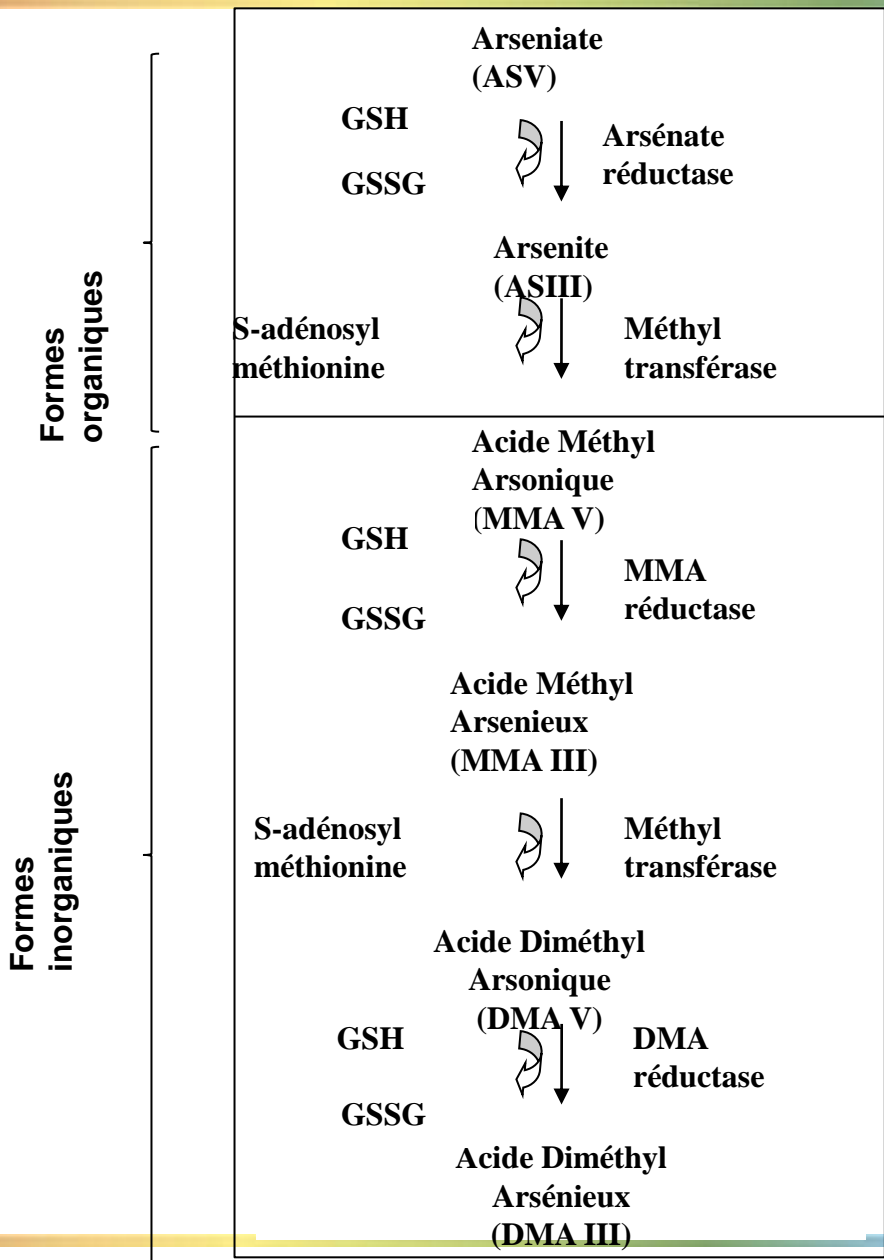 Arseniate
(ASV)
GSH
Arsénate
réductase
GSSG
Arsenite
(ASIII)
S-adénosyl
méthionine
Méthyl
transférase
Formes
organiques
Acide Méthyl
Arsonique
(MMA V)
GSH
MMA
réductase
GSSG
Acide Méthyl
Arsenieux
(MMA III)
S-adénosyl
méthionine
Méthyl
transférase
Formes
inorganiques
Acide Diméthyl
Arsonique
(DMA V)
GSH
DMA
réductase
GSSG
Acide Diméthyl
Arsénieux
(DMA III)